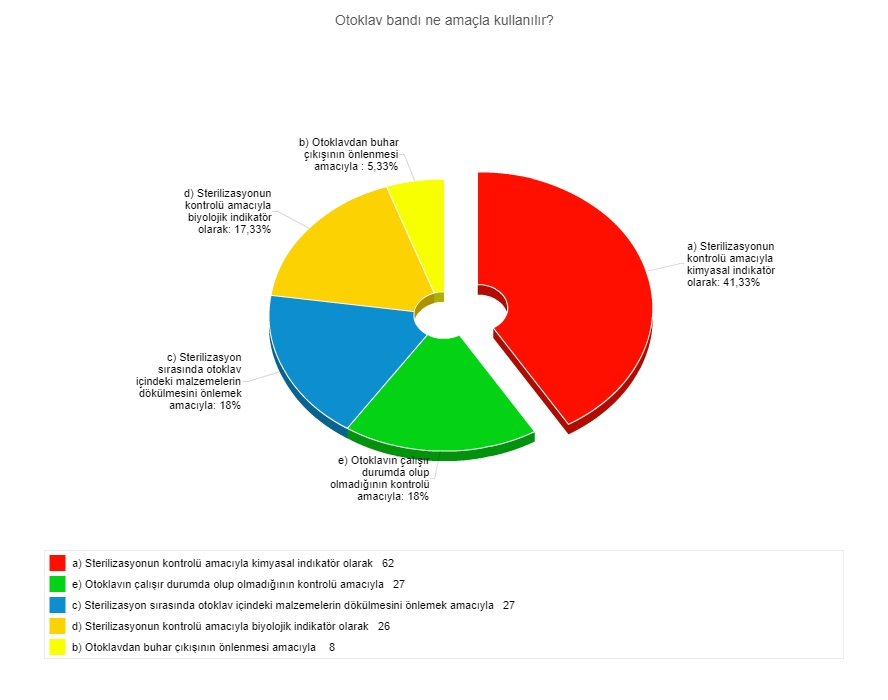 Otoklav bandı ne amaçla kullanılır?
b) Otoklavdan buhar
çıkışının önlenmesi
amacıyla : 5,33%
d) Sterilizasyonun
kontrolü amacıyla
biyolojik indikatör
olarak: 17,33%
a) Sterilizasyonun
kontrolü amacıyla
kimyasal indıkatör
olarak: 41,33%
c) Sterilizasyon
sırasında otoklav
içindeki malzemelerin
dökülmesini önlemek
amacıyla: 18%
e) Otoklavın çalışır
durumda olup
olmadığının kontrolü
amacıyla: 18%
a) Sterilizasyonun kontrolü amacıyla kimyasal indıkatör olarak 62
e) Otoklavın çalışır durumda olup olmadığının kontrolü amacıyla 27
c) Sterilizasyon sırasında otoklav içindeki malzemelerin dökülmesini önlemek amacıyla 27
d) Sterilizasyonun kontrolü amacıyla biyolojik indikatör olarak 26
b) Otoklavdan buhar çıkışının önlenmesi amacıyla 8